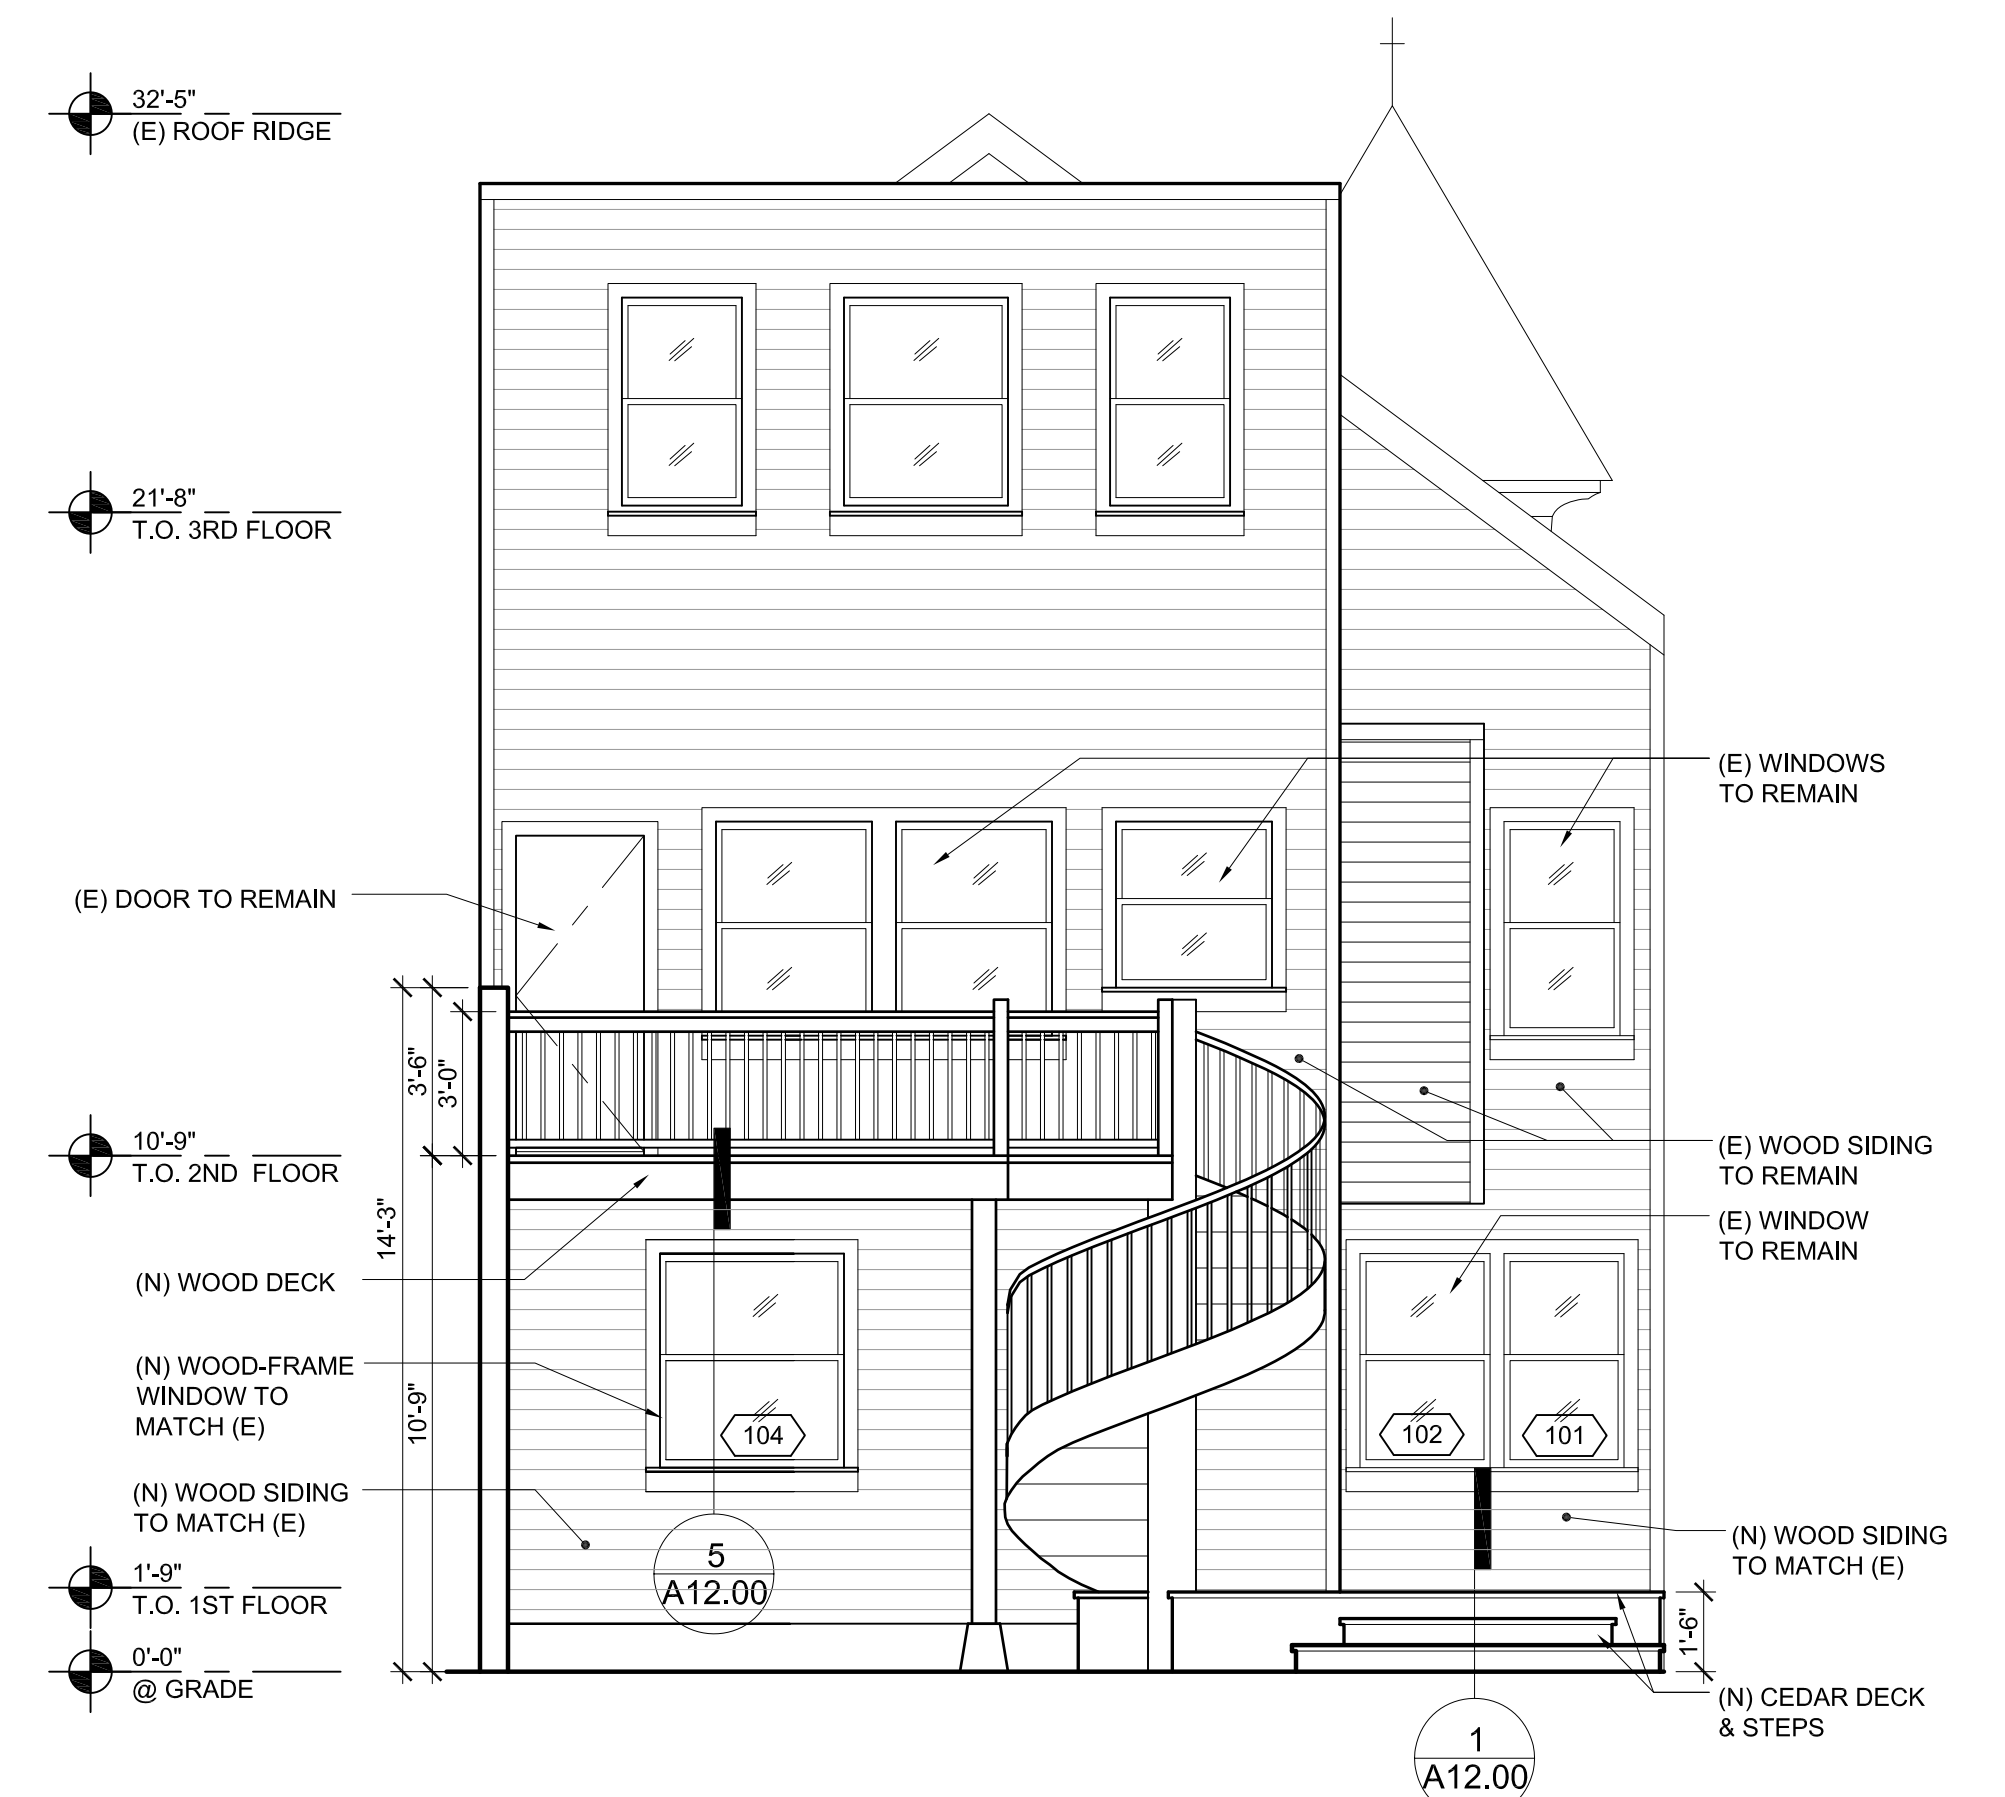 32'-5"
(E) ROOF RIDGE
21'-8"
T.O. 3RD FLOOR
(E) WINDOWS
TO REMAIN
(E) DOOR TO REMAIN
3'-6"
3'-0"
10'-9"
T.O. 2ND FLOOR
(E) WOOD SIDING
TO REMAIN
14'-3"
(E) WINDOW
TO REMAIN
(N) WOOD DECK
(N) WOOD-FRAME
WINDOW TO
MATCH (E)
10'-9"
104
102
101
(N) WOOD SIDING
TO MATCH (E)
(N) WOOD SIDING
TO MATCH (E)
5
A12.00
1'-9"
T.O. 1ST FLOOR
1'-6"
0'-0"
@ GRADE
(N) CEDAR DECK
& STEPS
1
A12.00